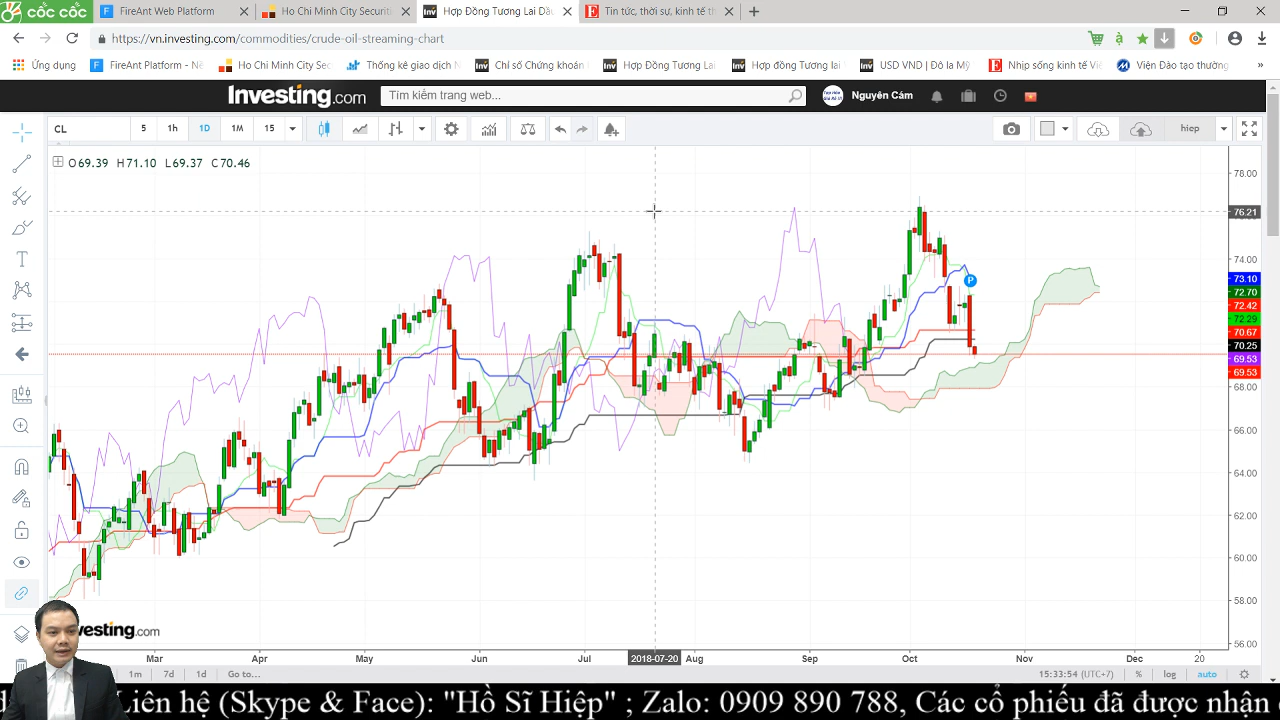 cốc cốc
FireAnt Web Platform
Ho Chi Minh City Securiti
Hợp Đồng Tương Lai Dầu
Tin tức, thời sự, kinh tế t
https://vn.investing.com/commodities/crude-oil-streaming-chart
Ứng dụng
FireAnt Platform - Nề
Ho Chi Minh City Sec
Thống kê giao dịch N
Chỉ số Chứng khoán
Hợp Đồng Tương Lai
Hợp đồng tương lai
USD VND | Đô la Mỹ
Nhịp sống kinh tế Vi
Viện Đào tạo thường
»
Investing.com
Tìm kiếm trang web...
Nguyên Cám
CL
5
1h
1D
1M
15
hiep
O69.39 H71.10 L69.37 C70.46
78.00
76.21
74.00
73.10
72.70
72.42
72.29
70.67
70.25
69.53
69.53
68.00
66.00
64.00
62.00
60.00
58.00
56.00
Investing.com
Mar
Apr
May
Jun
Jul
2018-07-20
Aug
Sep
Oct
Nov
Dec
20
1m
7d
1d
Go to...
15:33:54 (UTC+7)
%
log
auto
Liên hệ (Skype & Face): "Hồ Sĩ Hiệp" ; Zalo: 0909 890 788, Các cổ phiếu đã được nhận